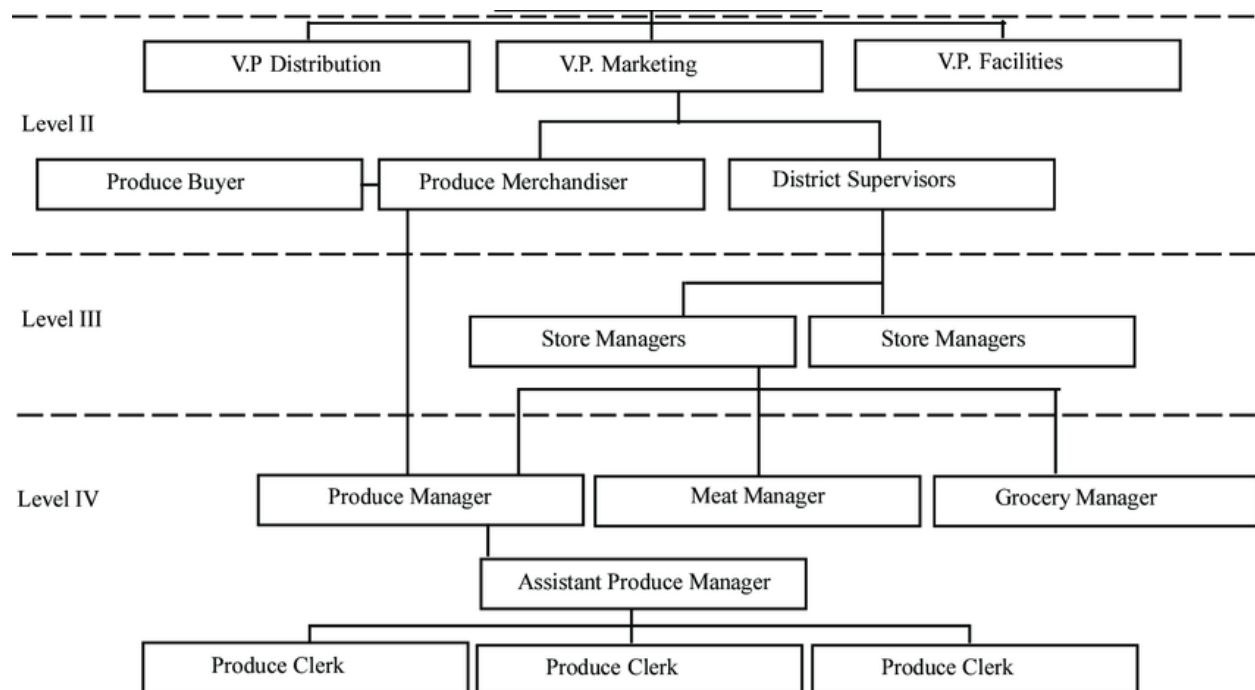 V.P Distribution
V.P. Marketing
V.P. Facilities
Level II
Produce Buyer
Produce Merchandiser
District Supervisors
Level III
Store Managers
Store Managers
Level IV
Produce Manager
Meat Manager
Grocery Manager
Assistant Produce Manager
Produce Clerk
Produce Clerk
Produce Clerk